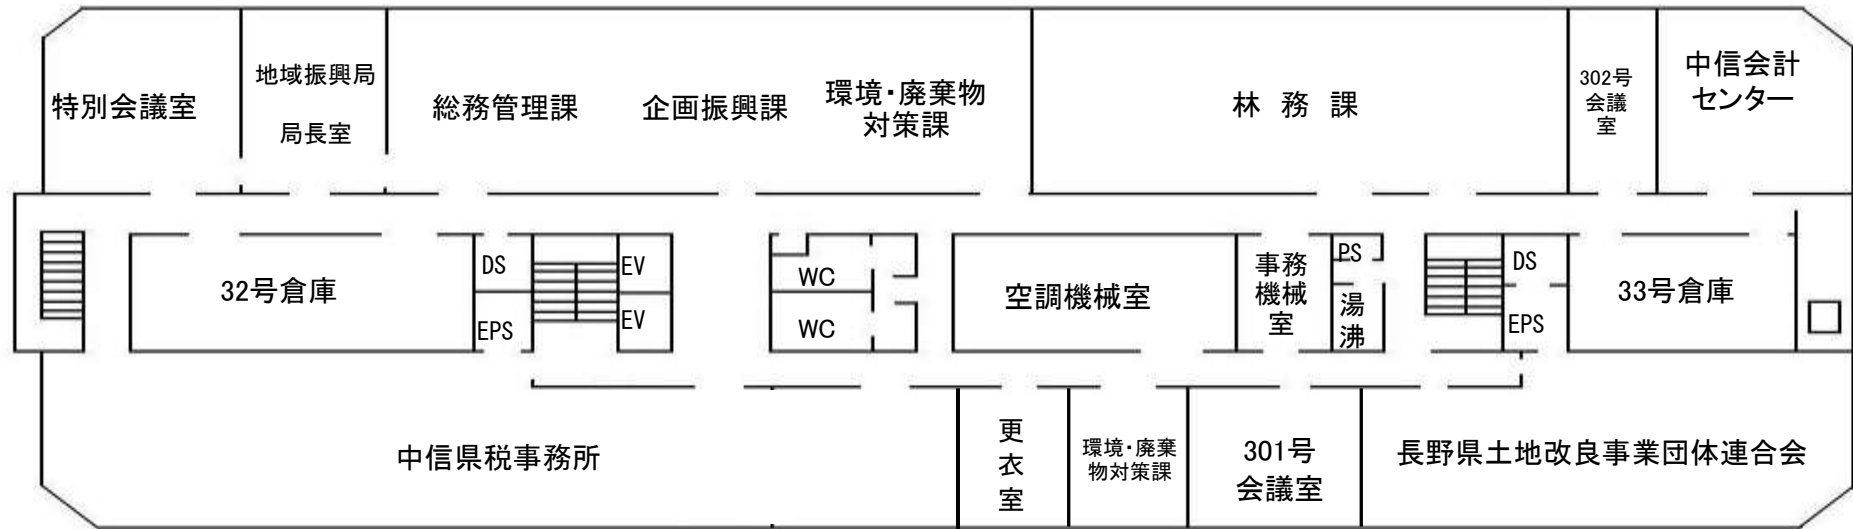 特別会議室
地域振興局
局長室
総務管理課
企画振興課
環境・廃棄物
対策課
林 務 課
302号
会議
室
中信会計
センター
32号倉庫
DS
EPS
EV
EV
WC
WC
空調機械室
事務
機械
室
PS
湯
沸
DS
EPS
33号倉庫
中信県税事務所
更
衣
室
環境・廃棄
物対策課
301号
会議室
長野県土地改良事業団体連合会